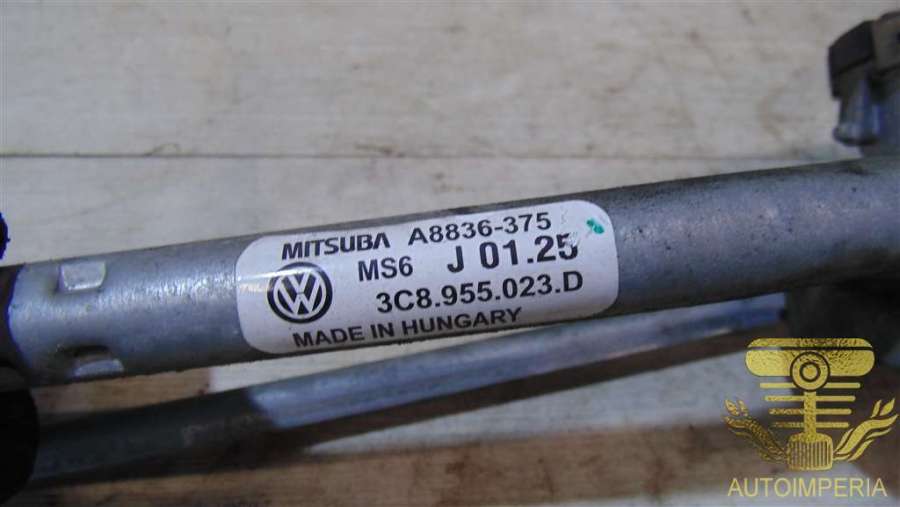 MITSUBA A8836-375
MS6 J 01.25
3C8.955.023.D
MADE IN HUNGARY
AUTOIMPERIA